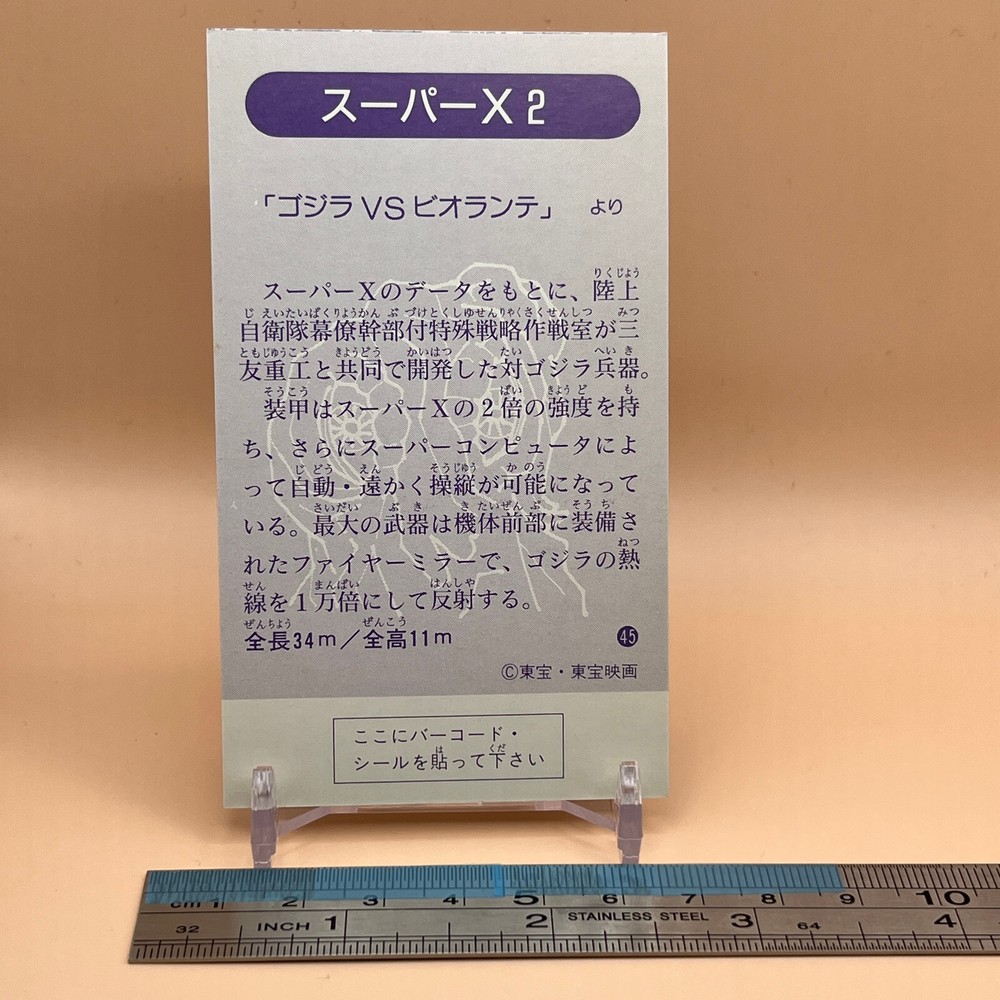 スーパーX2
「ゴジラ VS ビオランテ」 より
スーパーXのデータをもとに、陸上
自衛隊幕僚幹部付特殊戦略作戦室が三
友重工と共同で開発した対ゴジラ兵器。
装甲はスーパーXの2倍の強度を持
ち、さらにスーパーコンピュータによ
って自動・遠かく操縦が可能になって
いる。最大の武器は機体前部に装備さ
れたファイヤーミラーで、ゴジラの熱
線を1万倍にして反射する。
全長34m／全高11m
45
©東宝・東宝映画
ここにバーコード・
シールを貼って下さい
cm 1 2 3 4 5 6 7 8 9 10
32 INCH 1 2 STAINLESS STEEL 3 64 4